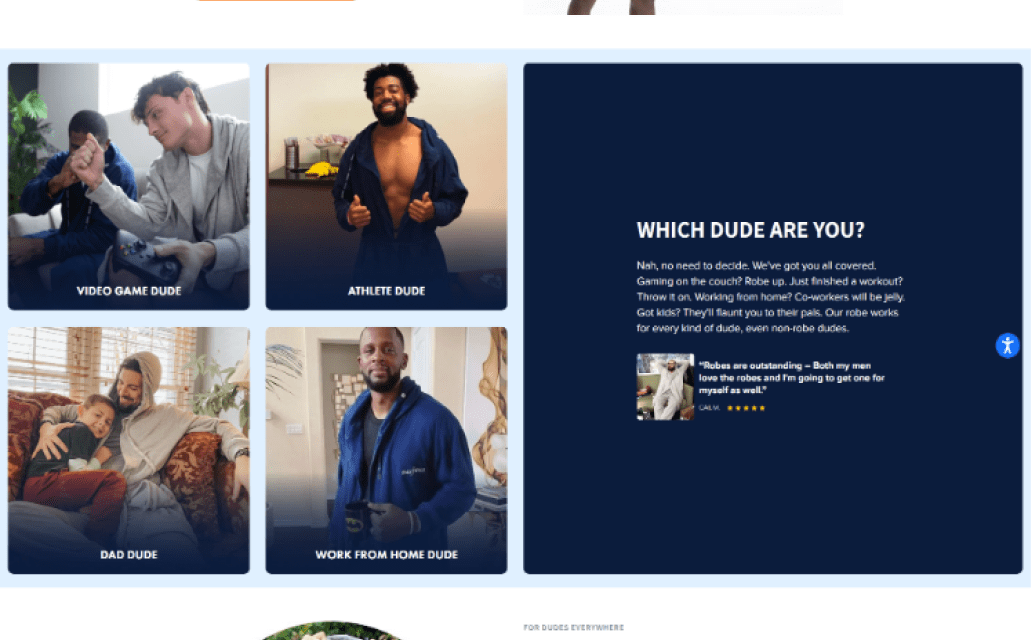 VIDEO GAME DUDE
ATHLETE DUDE
DAD DUDE
WORK FROM HOME DUDE
WHICH DUDE ARE YOU?
Nah, no need to decide. We've got you all covered.
Gaming on the couch? Robe up. Just finished a workout?
Throw it on. Working from home? Co-workers will be jelly.
Got kids? They'll flaunt you to their pals. Our robe works
for every kind of dude, even non-robe dudes.
“Robes are outstanding – Both my men
love the robes and I'm going to get one for
myself as well.”
FOR DUDES EVERYWHERE